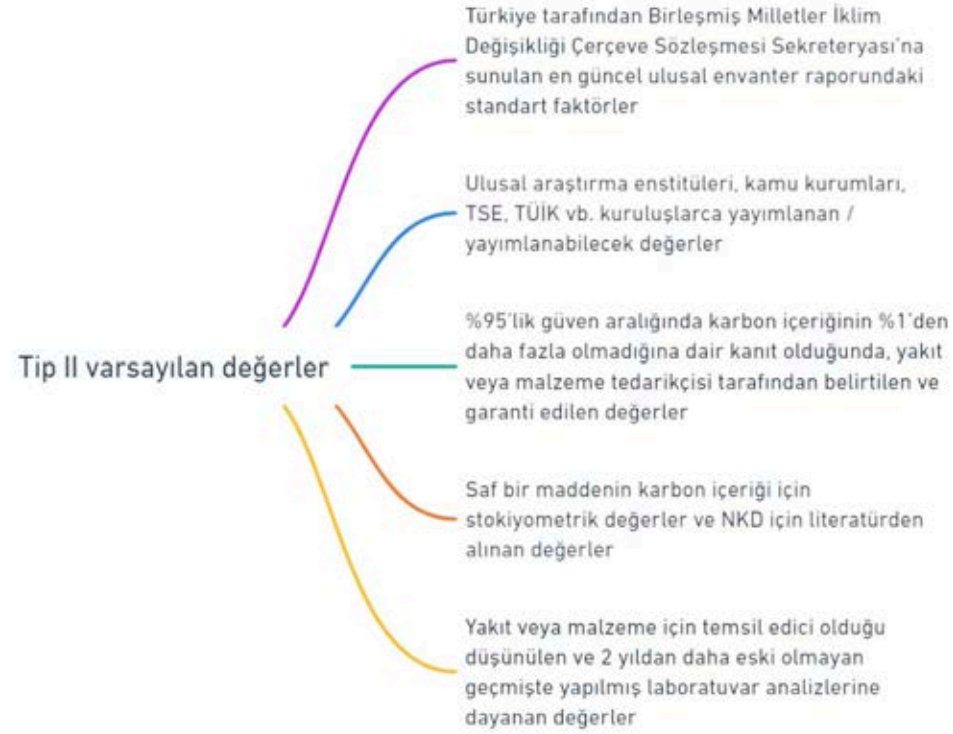 Türkiye tarafından Birleşmiş Milletler İklim
Değişikliği Çerçeve Sözleşmesi Sekreteryası'na
sunulan en güncel ulusal envanter raporundaki
standart faktörler
Ulusal araştırma enstitüleri, kamu kurumları,
TSE, TÜİK vb. kuruluşlarca yayımlanan /
yayımlanabilecek değerler
%95'lik güven aralığında karbon içeriğinin %1'den
daha fazla olmadığına dair kanıt olduğunda, yakıt
veya malzeme tedarikçisi tarafından belirtilen ve
garanti edilen değerler
Tip II varsayılan değerler
Saf bir maddenin karbon içeriği için
stokiyometrik değerler ve NKD için literatürden
alınan değerler
Yakıt veya malzeme için temsil edici olduğu
düşünülen ve 2 yıldan daha eski olmayan
geçmişte yapılmış laboratuvar analizlerine
dayanan değerler